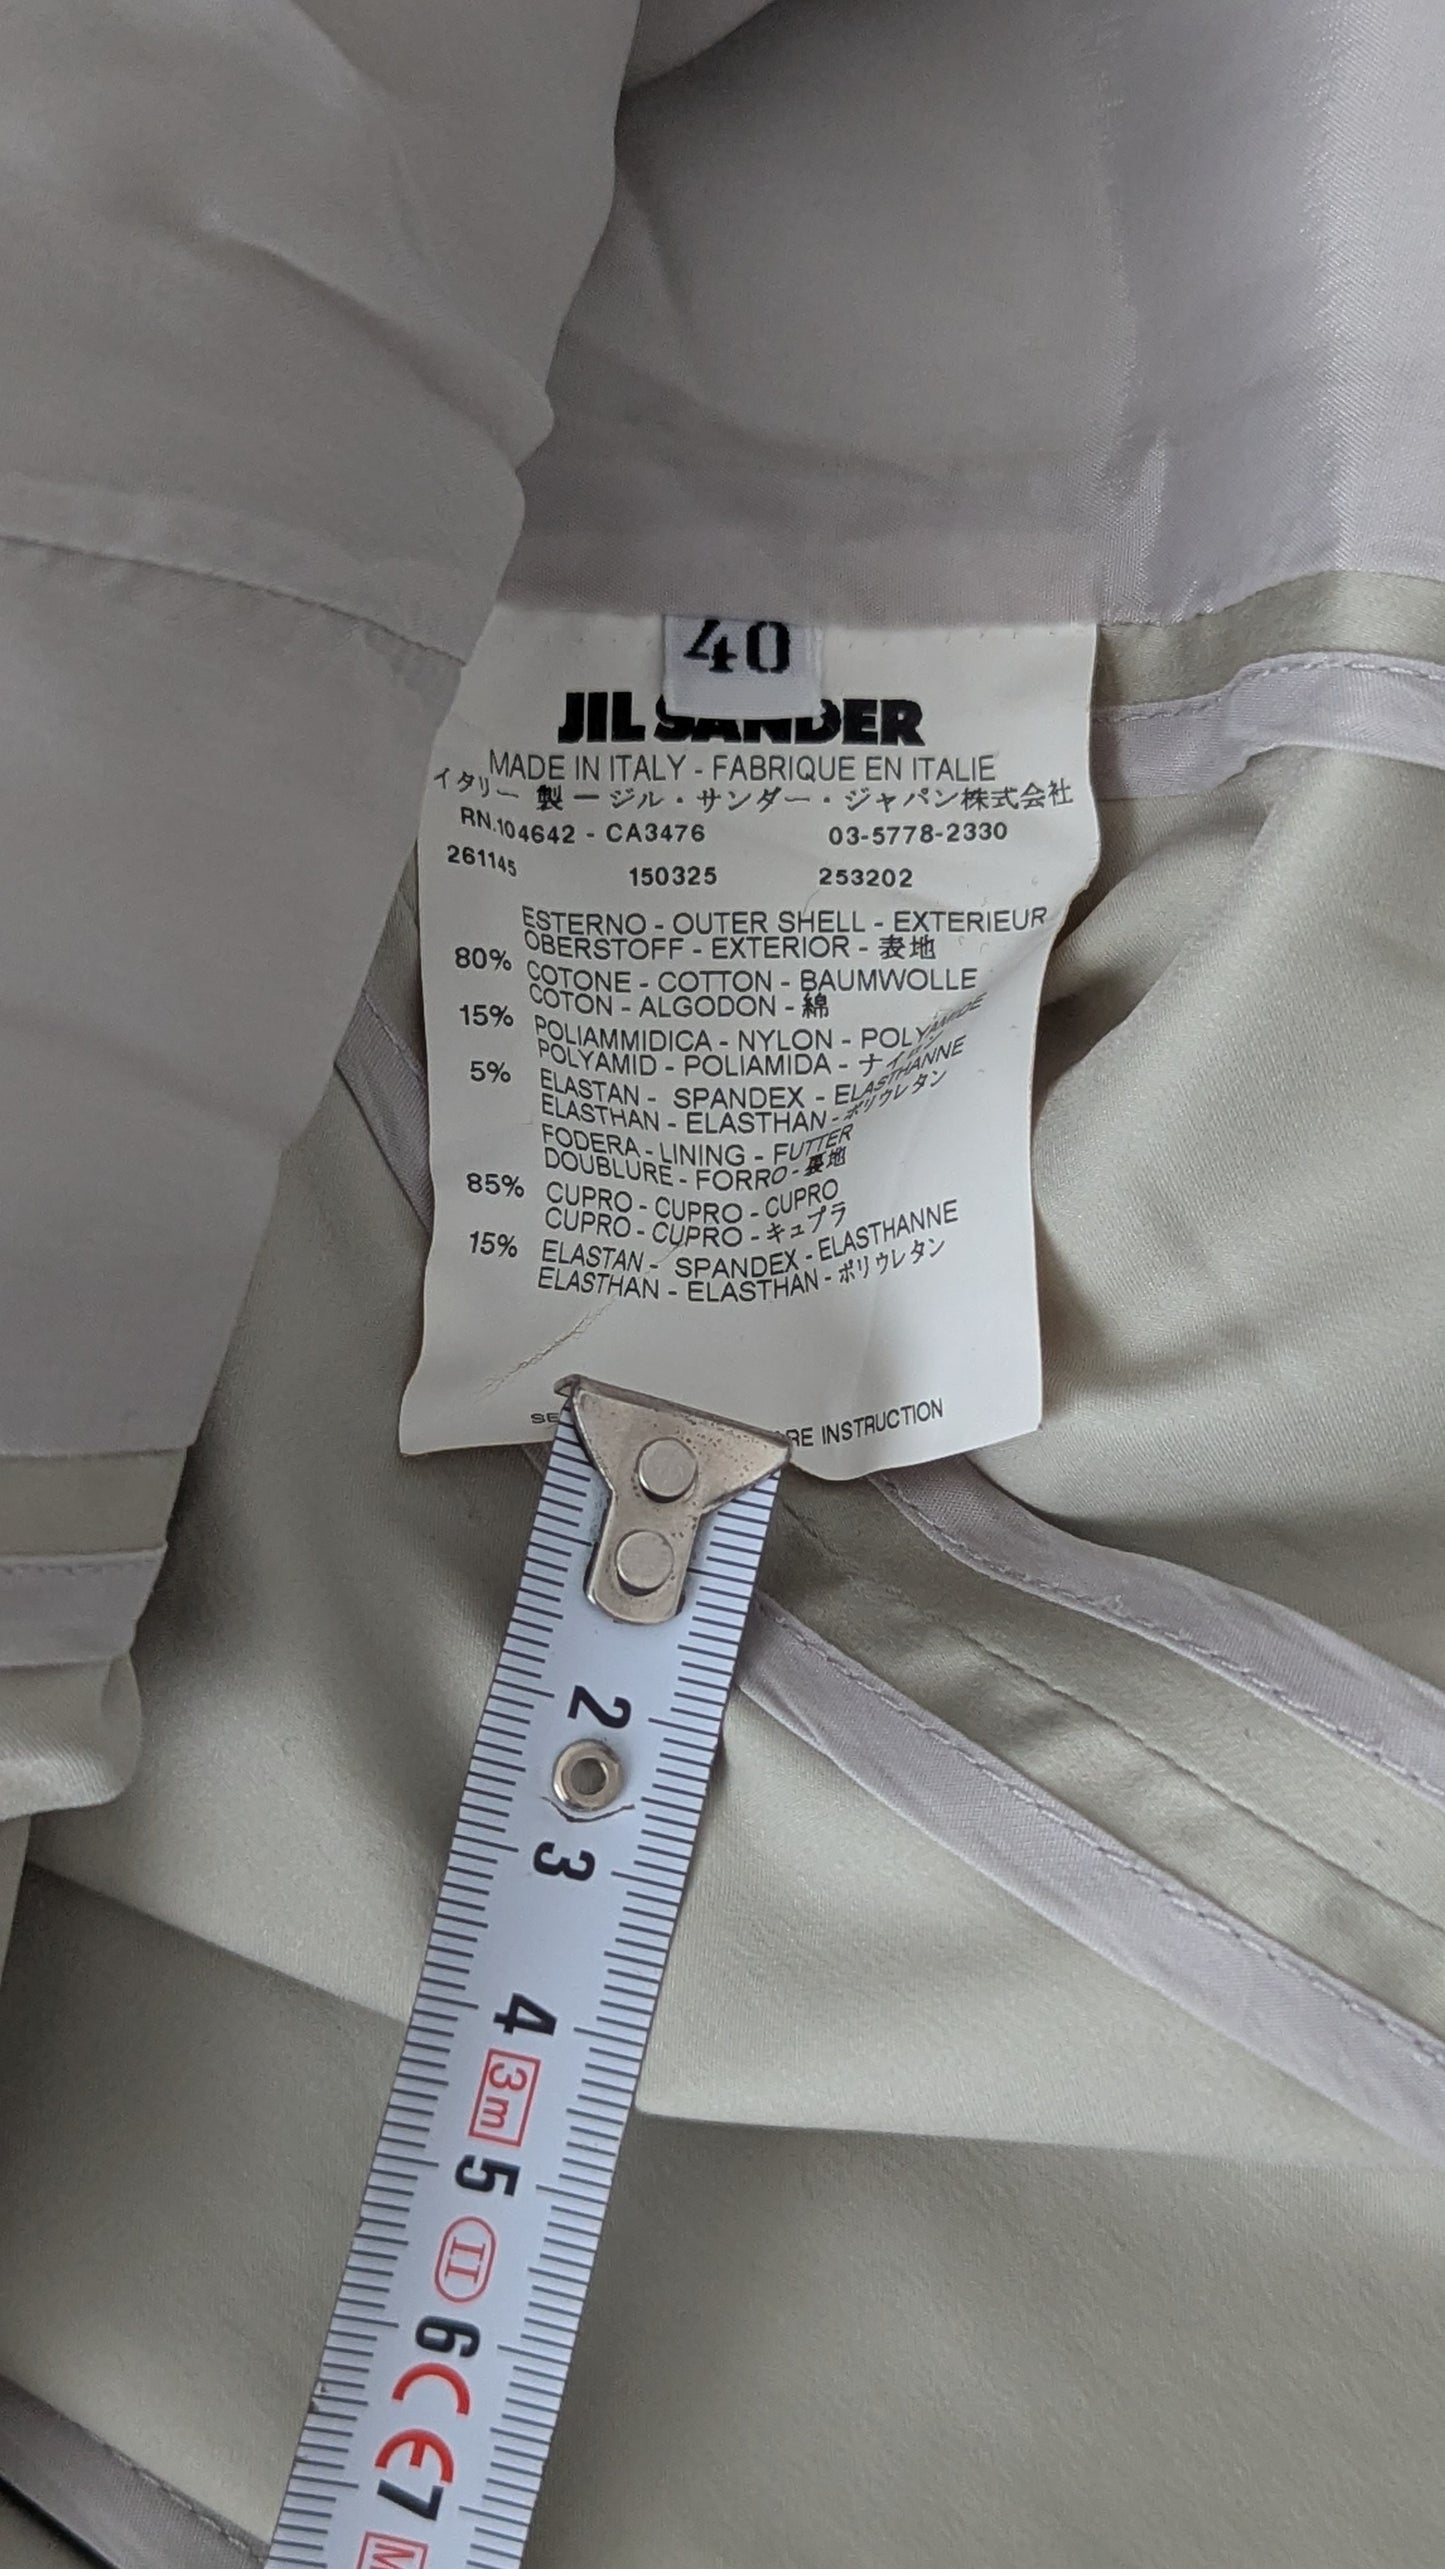 40
JIL SANDER
MADE IN ITALY - FABRIQUE EN ITALIE
イタリー 製 ー ジル・サンダー・ジャパン株式会社
RN.104642 - CA3476 03-5778-2330
261145 150325 253202
ESTERNO - OUTER SHELL - EXTERIEUR
OBERSTOFF - EXTERIOR - 表地
80% COTONE - COTTON - BAUMWOLLE
COTON - ALGODON - 綿
15% POLIAMMIDICA - NYLON - POLYAMIDE
POLYAMID - POLIAMIDA - ナイロン
5% ELASTAN - SPANDEX - ELASTHANNE
ELASTHAN - ELASTHAN - ポリウレタン
FODERA - LINING - FUTTER
DOUBLURE - FORRO - 裏地
85% CUPRO - CUPRO - CUPRO
CUPRO - CUPRO - キュプラ
15% ELASTAN - SPANDEX - ELASTHANNE
ELASTHAN - ELASTHAN - ポリウレタン
INSTRUCTION
2
3
4
3m
5
II
6
CE
7
M